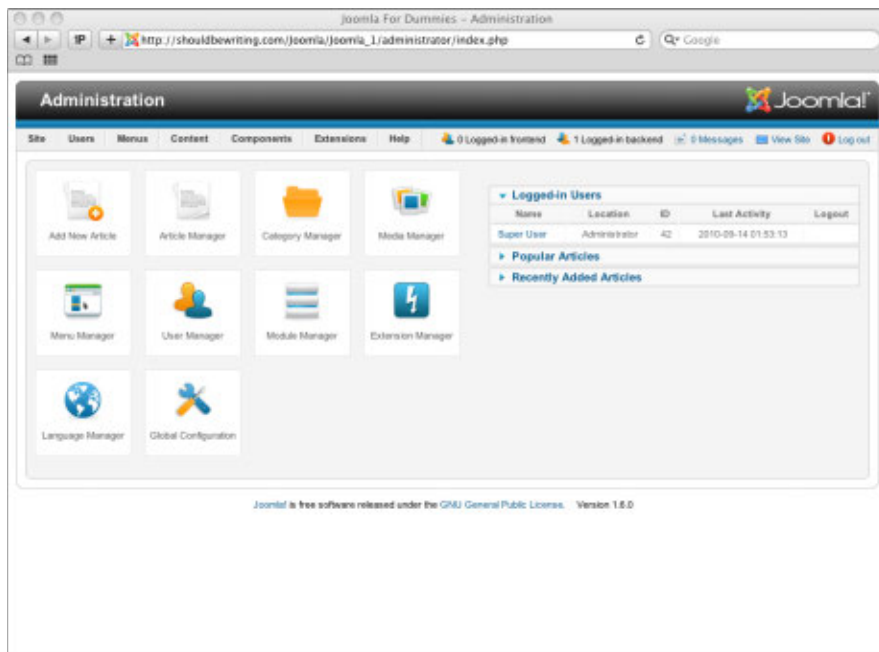 Joomla For Dummies - Administration
http://shouldbewriting.com/Joomla/Joomla_1/administrator/index.php
Google
Administration
Joomla!
Site Users Menus Content Components Extensions Help 0 Logged-in frontend 1 Logged-in backend 0 Messages View Site Log out
Add New Article Article Manager Category Manager Media Manager
Menu Manager User Manager Module Manager Extension Manager
Language Manager Global Configuration
Logged-in Users
Name Location ID Last Activity Logout
Super User Administrator 42 2010-09-14 01:53:13
Popular Articles
Recently Added Articles
Joomla! is free software released under the GNU General Public License. Version 1.6.0